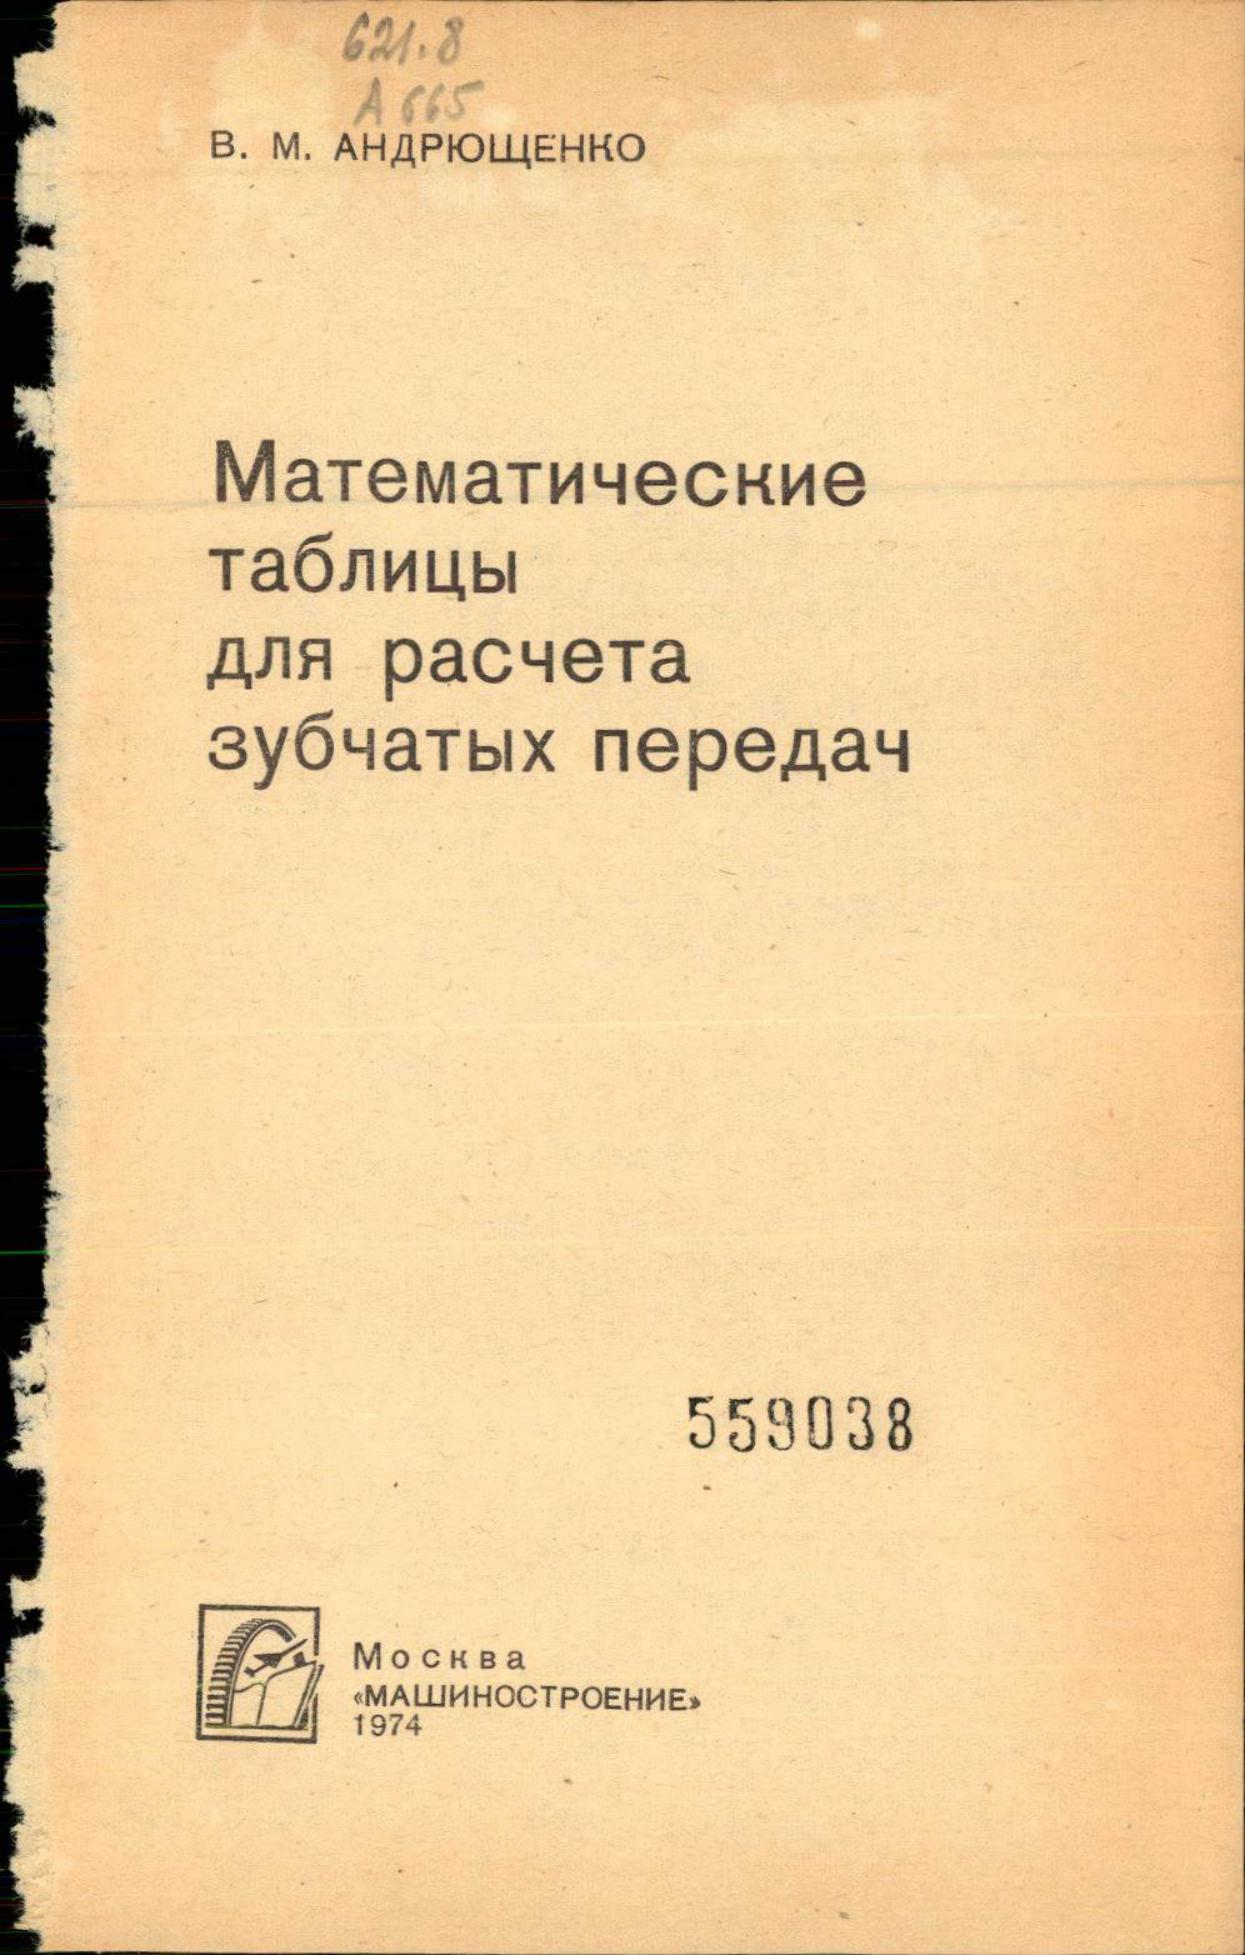 621.8
А 665
В. М. АНДРЮЩЕНКО
Математические
таблицы
для расчета
зубчатых передач
559038
Москва
«МАШИНОСТРОЕНИЕ»
1974